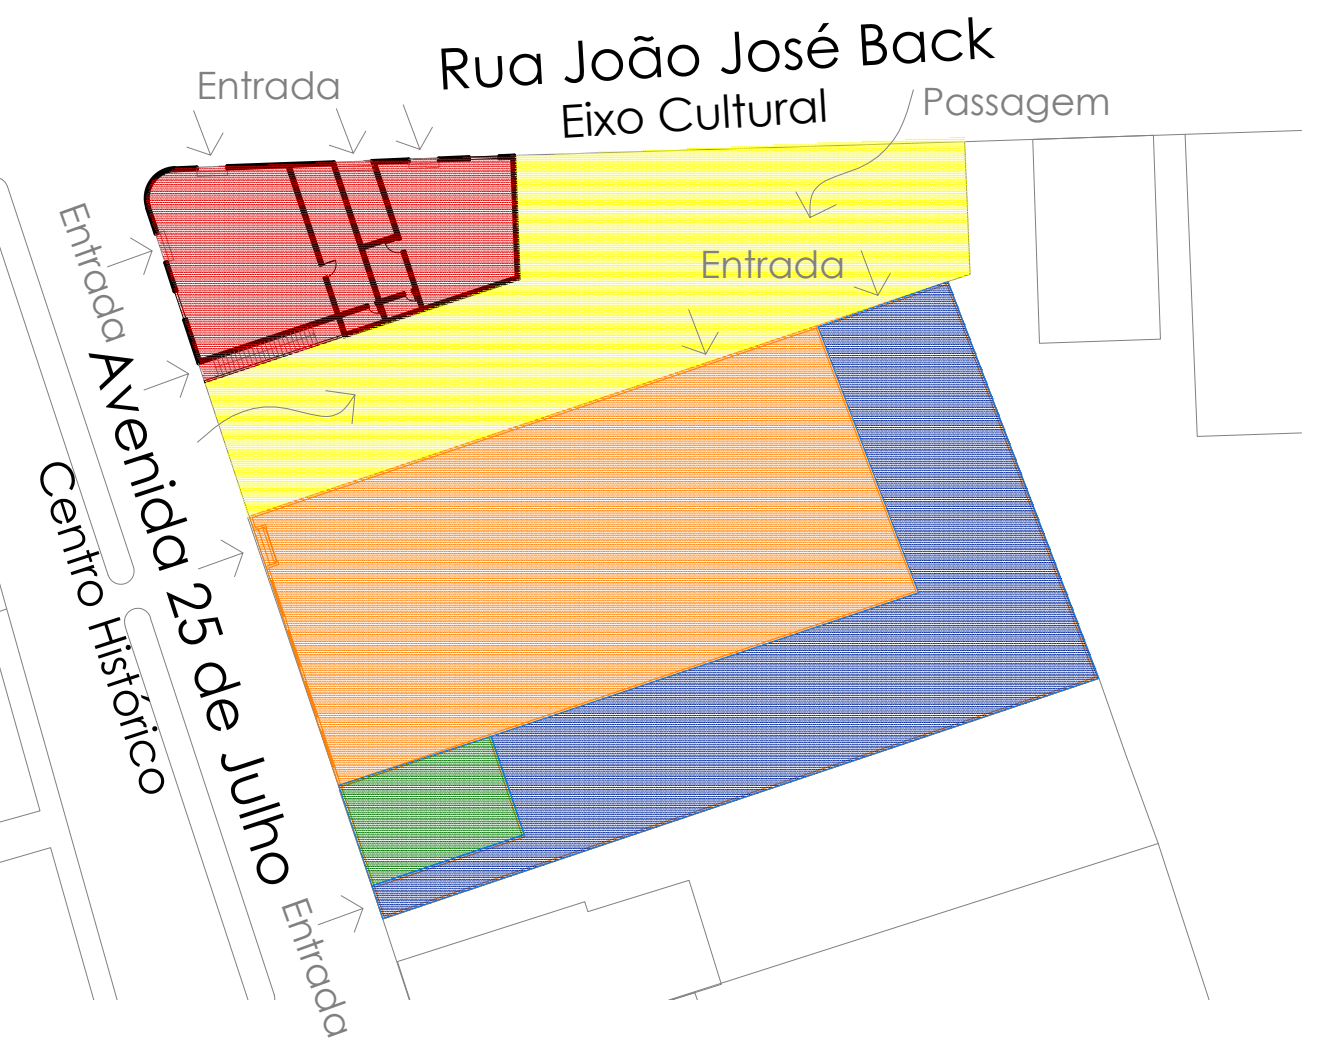 Rua João José Back
Eixo Cultural
Entrada
Passagem
Entrada
Entrada
Avenida 25 de Julho
Centro Histórico
Entrada